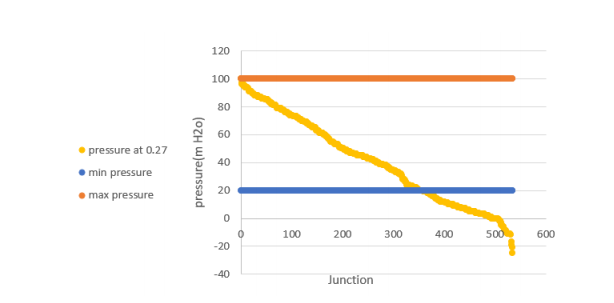 120
100
80
60
40
20
0
-20
-40
0 100 200 300 400 500 600
pressure(m H2o)
Junction
pressure at 0.27
min pressure
max pressure